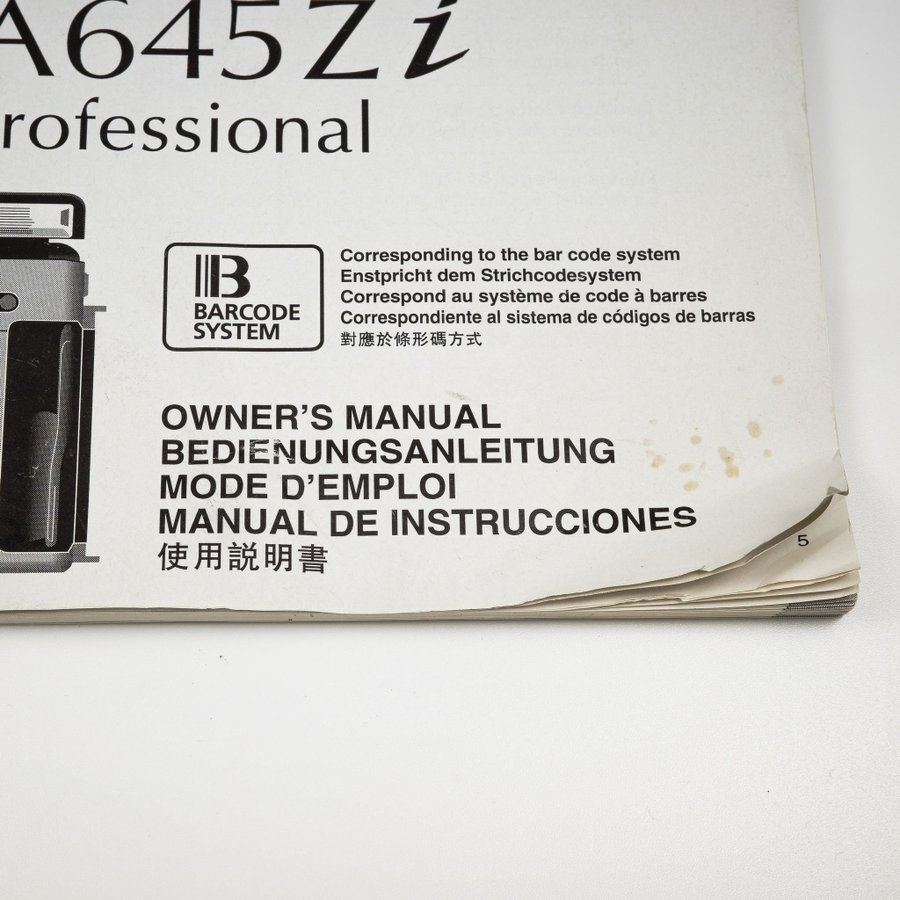 A645Zi
rofessional
B
BARCODE
SYSTEM
Corresponding to the bar code system
Enstpricht dem Strichcodesystem
Correspond au système de code à barres
Correspondiente al sistema de códigos de barras
對應於條形碼方式
OWNER'S MANUAL
BEDIENUNGSANLEITUNG
MODE D'EMPLOI
MANUAL DE INSTRUCCIONES
使用説明書
5